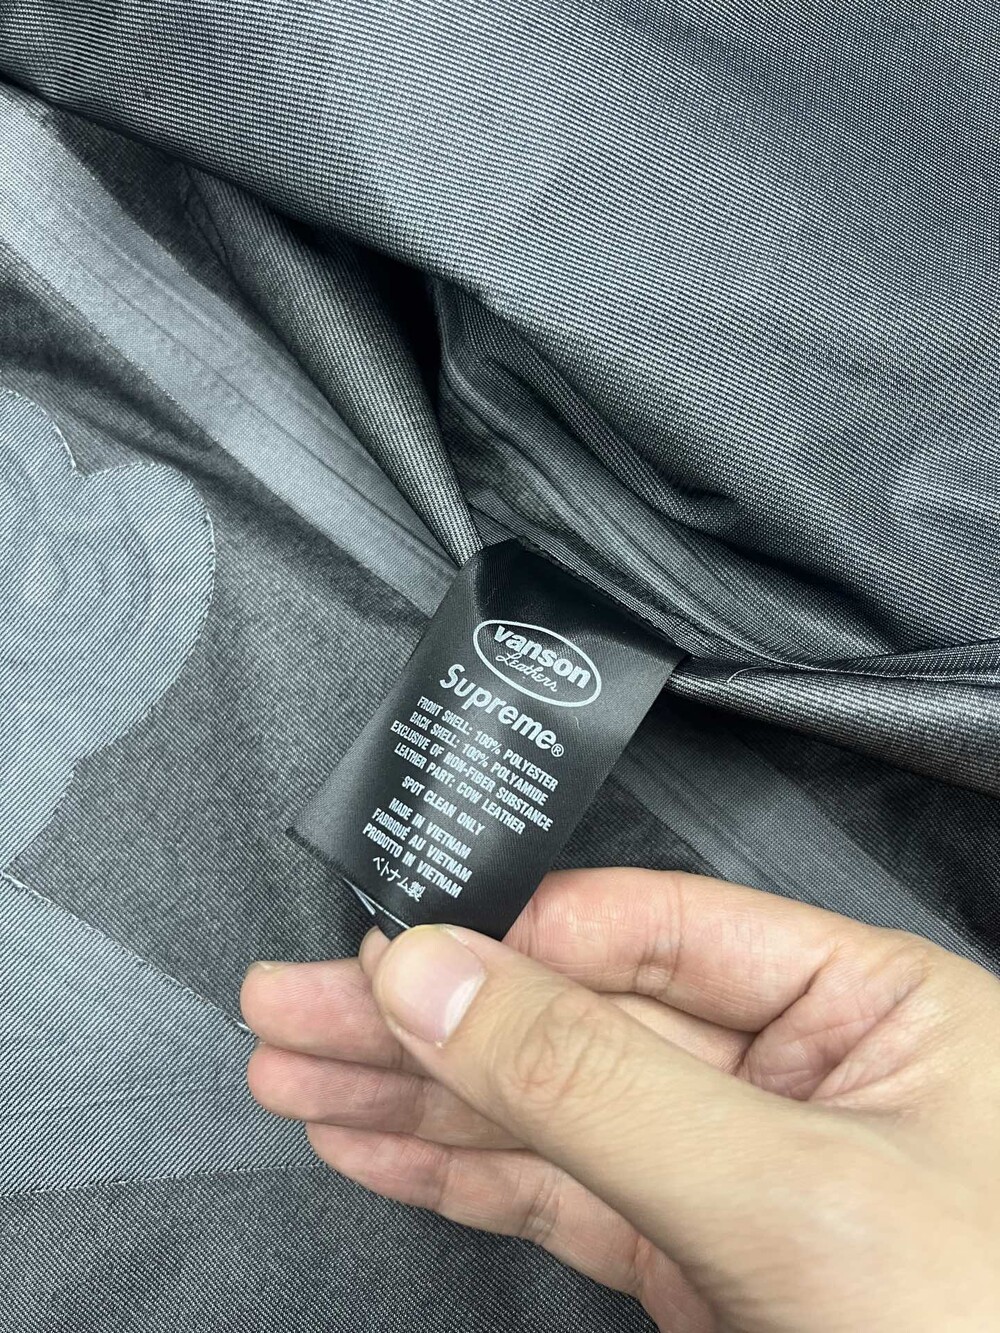 vanson
Leathers
Supreme®
FRONT SHELL: 100% POLYESTER
BACK SHELL: 100% POLYAMIDE
EXCLUSIVE OF NON-FIBER SUBSTANCE
LEATHER PART: COW LEATHER
SPOT CLEAN ONLY
MADE IN VIETNAM
FABRIQUÉ AU VIETNAM
PRODOTTO IN VIETNAM
ベトナム製